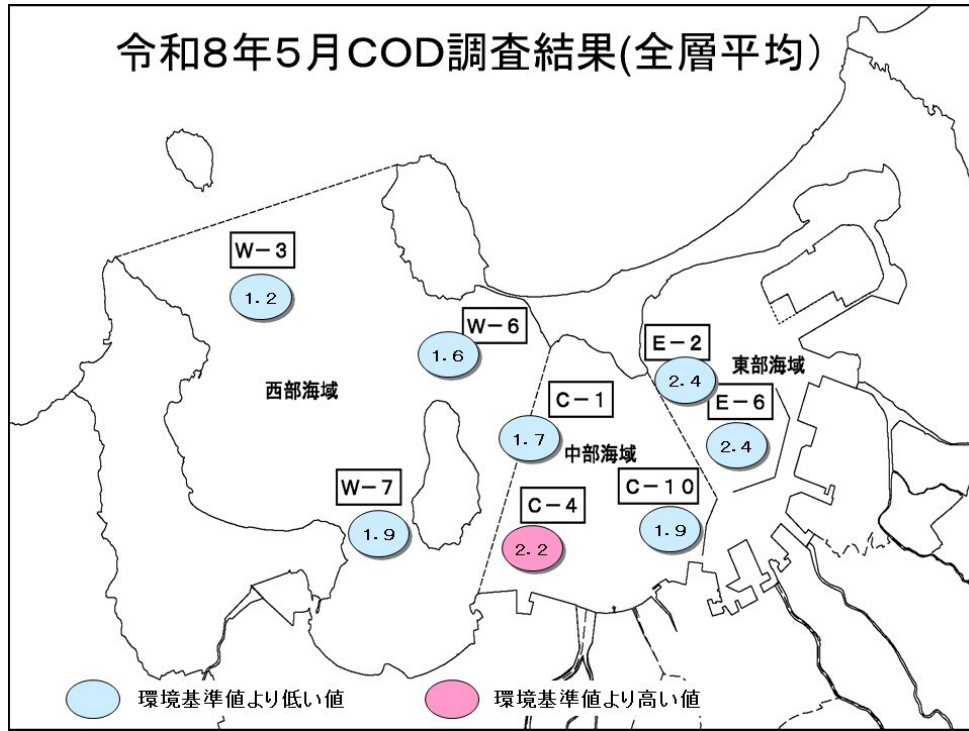 令和8年5月COD調査結果(全層平均)
W-3
1.2
W-6
1.6
西部海域
E-2
2.4
東部海域
E-6
2.4
C-1
1.7
中部海域
W-7
1.9
C-4
2.2
C-10
1.9
環境基準値より低い値
環境基準値より高い値